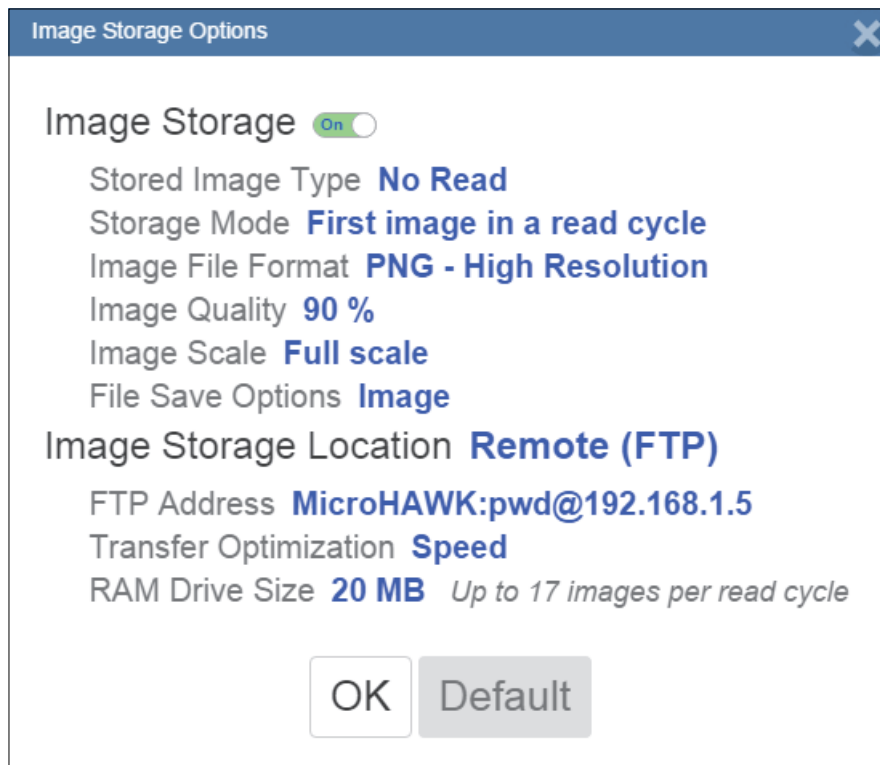 Image Storage Options
Image Storage On
Stored Image Type No Read
Storage Mode First image in a read cycle
Image File Format PNG - High Resolution
Image Quality 90 %
Image Scale Full scale
File Save Options Image
Image Storage Location Remote (FTP)
FTP Address MicroHAWK:pwd@192.168.1.5
Transfer Optimization Speed
RAM Drive Size 20 MB Up to 17 images per read cycle
OK Default